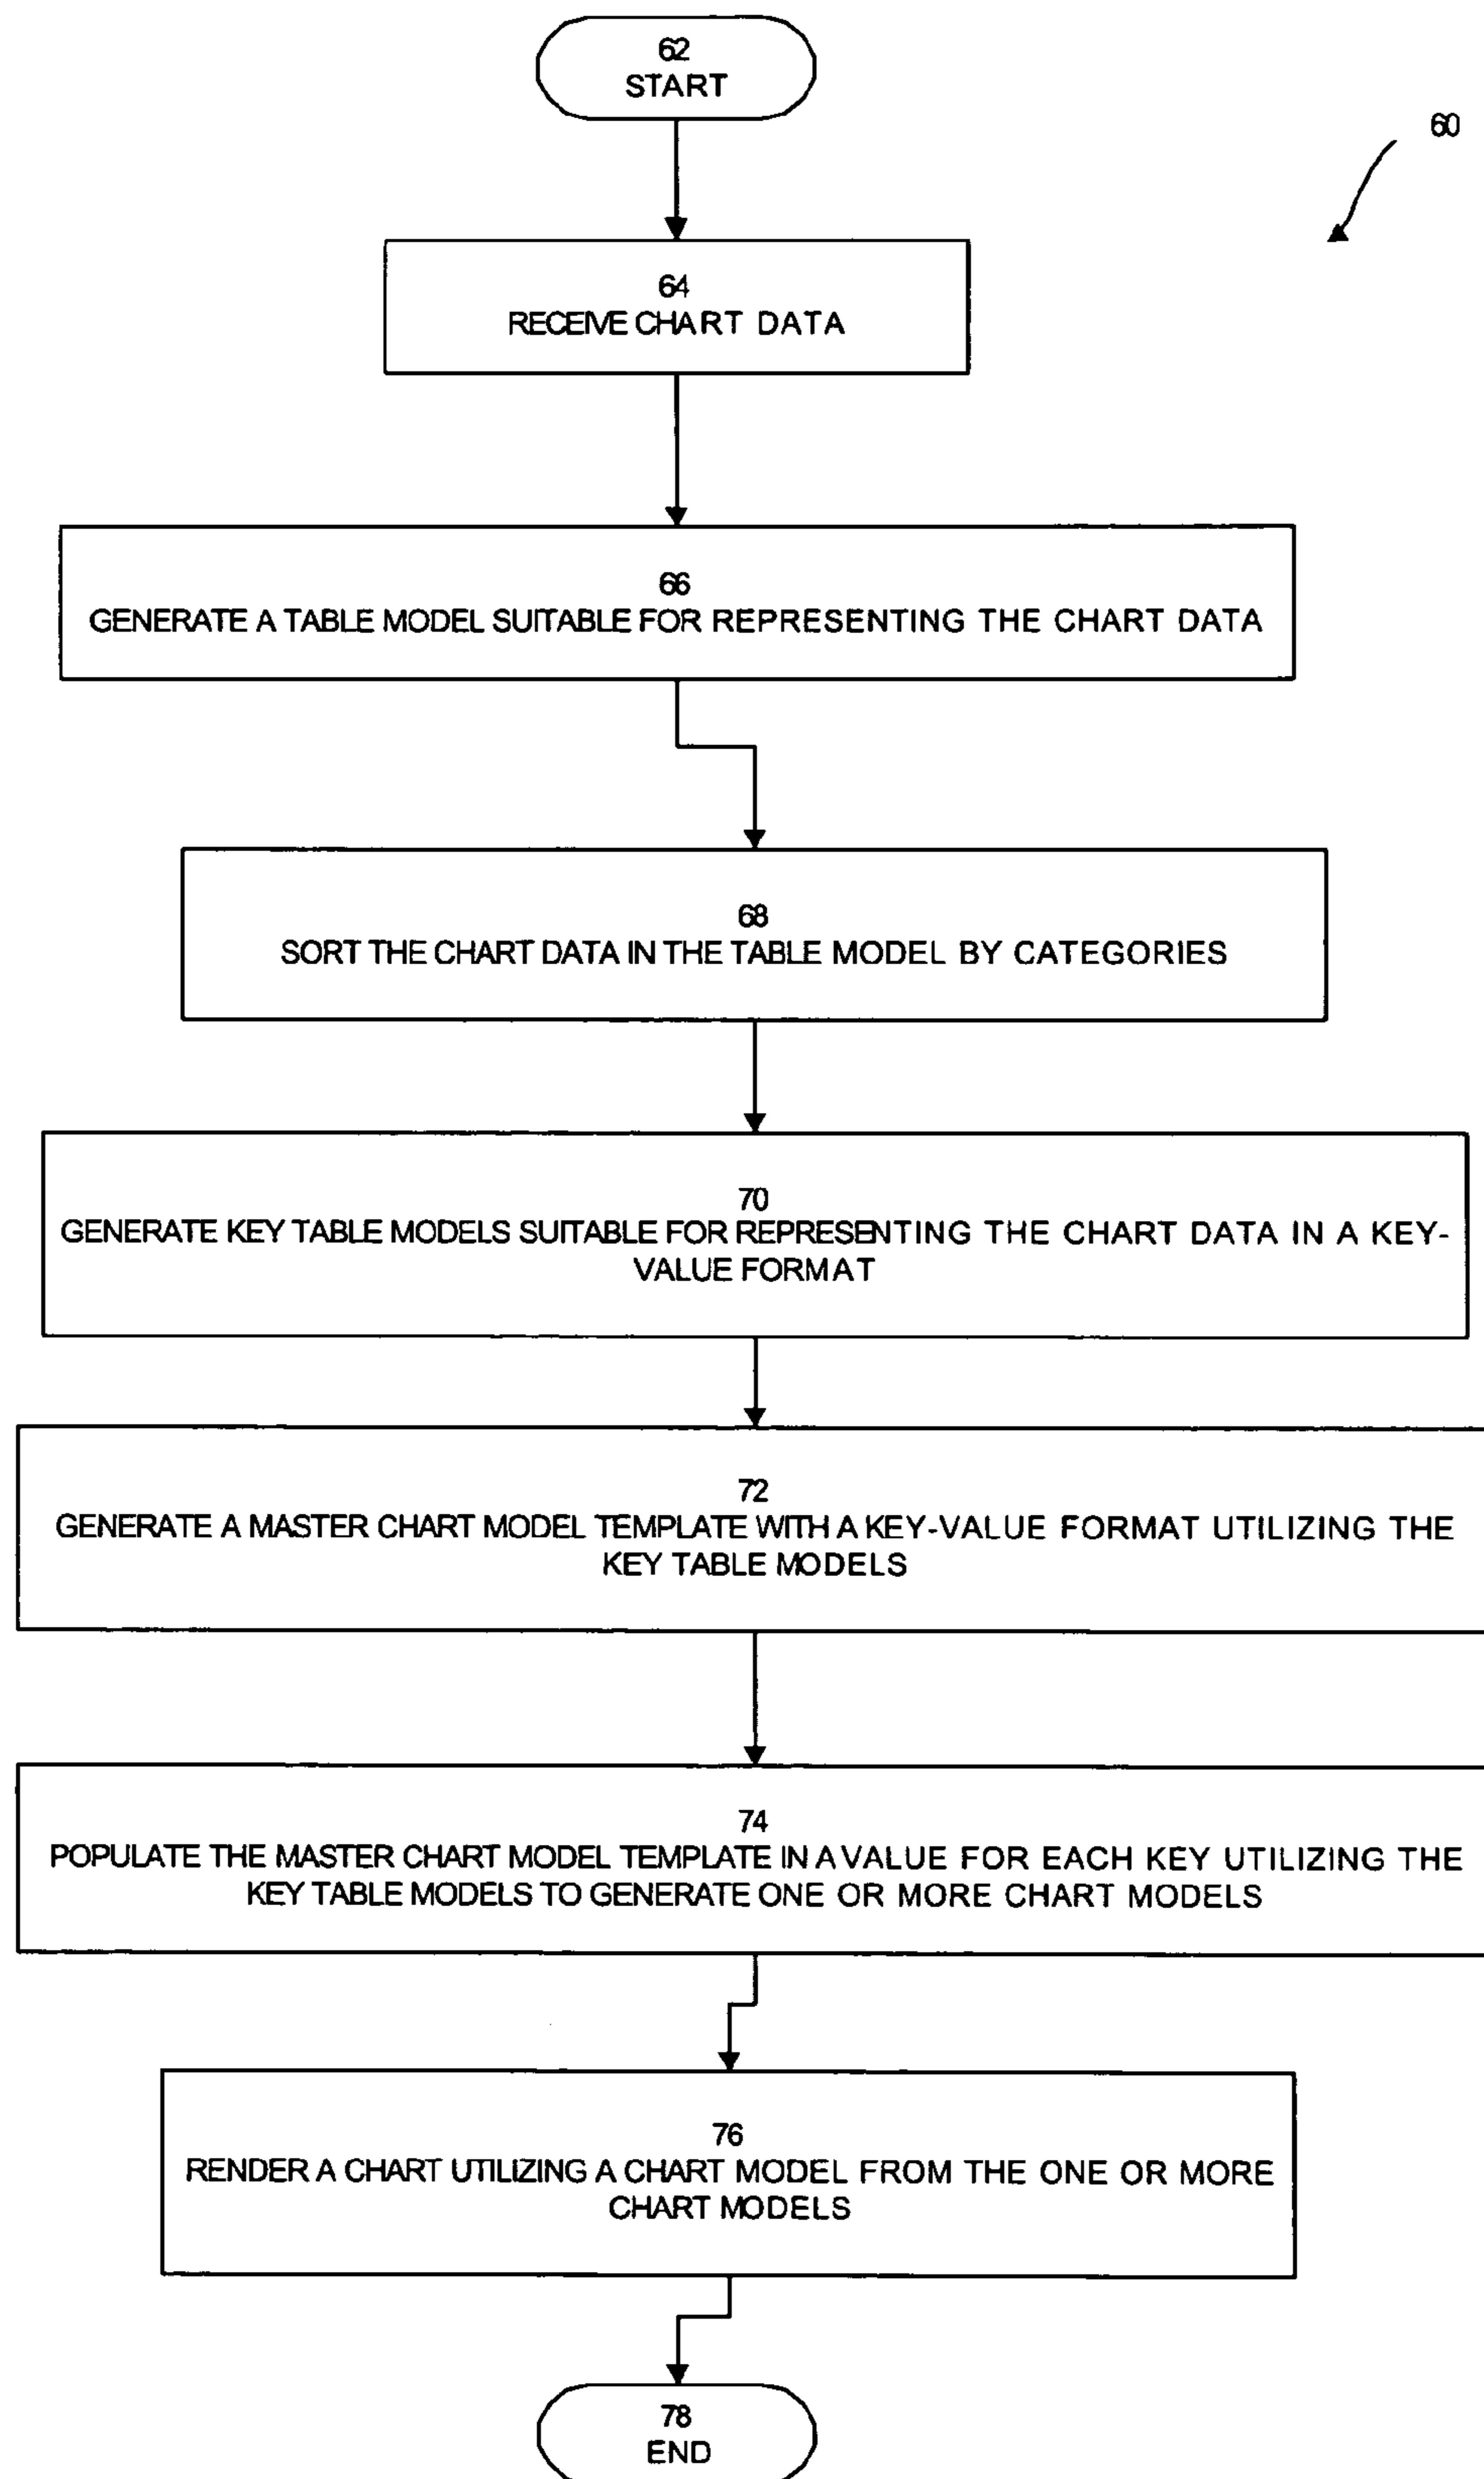 62
START
60
64
RECEIVE CHART DATA
66
GENERATE A TABLE MODEL SUITABLE FOR REPRESENTING THE CHART DATA
68
SORT THE CHART DATA IN THE TABLE MODEL BY CATEGORIES
70
GENERATE KEY TABLE MODELS SUITABLE FOR REPRESENTING THE CHART DATA IN A KEY-
VALUE FORMAT
72
GENERATE A MASTER CHART MODEL TEMPLATE WITH A KEY-VALUE FORMAT UTILIZING THE
KEY TABLE MODELS
74
POPULATE THE MASTER CHART MODEL TEMPLATE IN A VALUE FOR EACH KEY UTILIZING THE
KEY TABLE MODELS TO GENERATE ONE OR MORE CHART MODELS
76
RENDER A CHART UTILIZING A CHART MODEL FROM THE ONE OR MORE
CHART MODELS
78
END